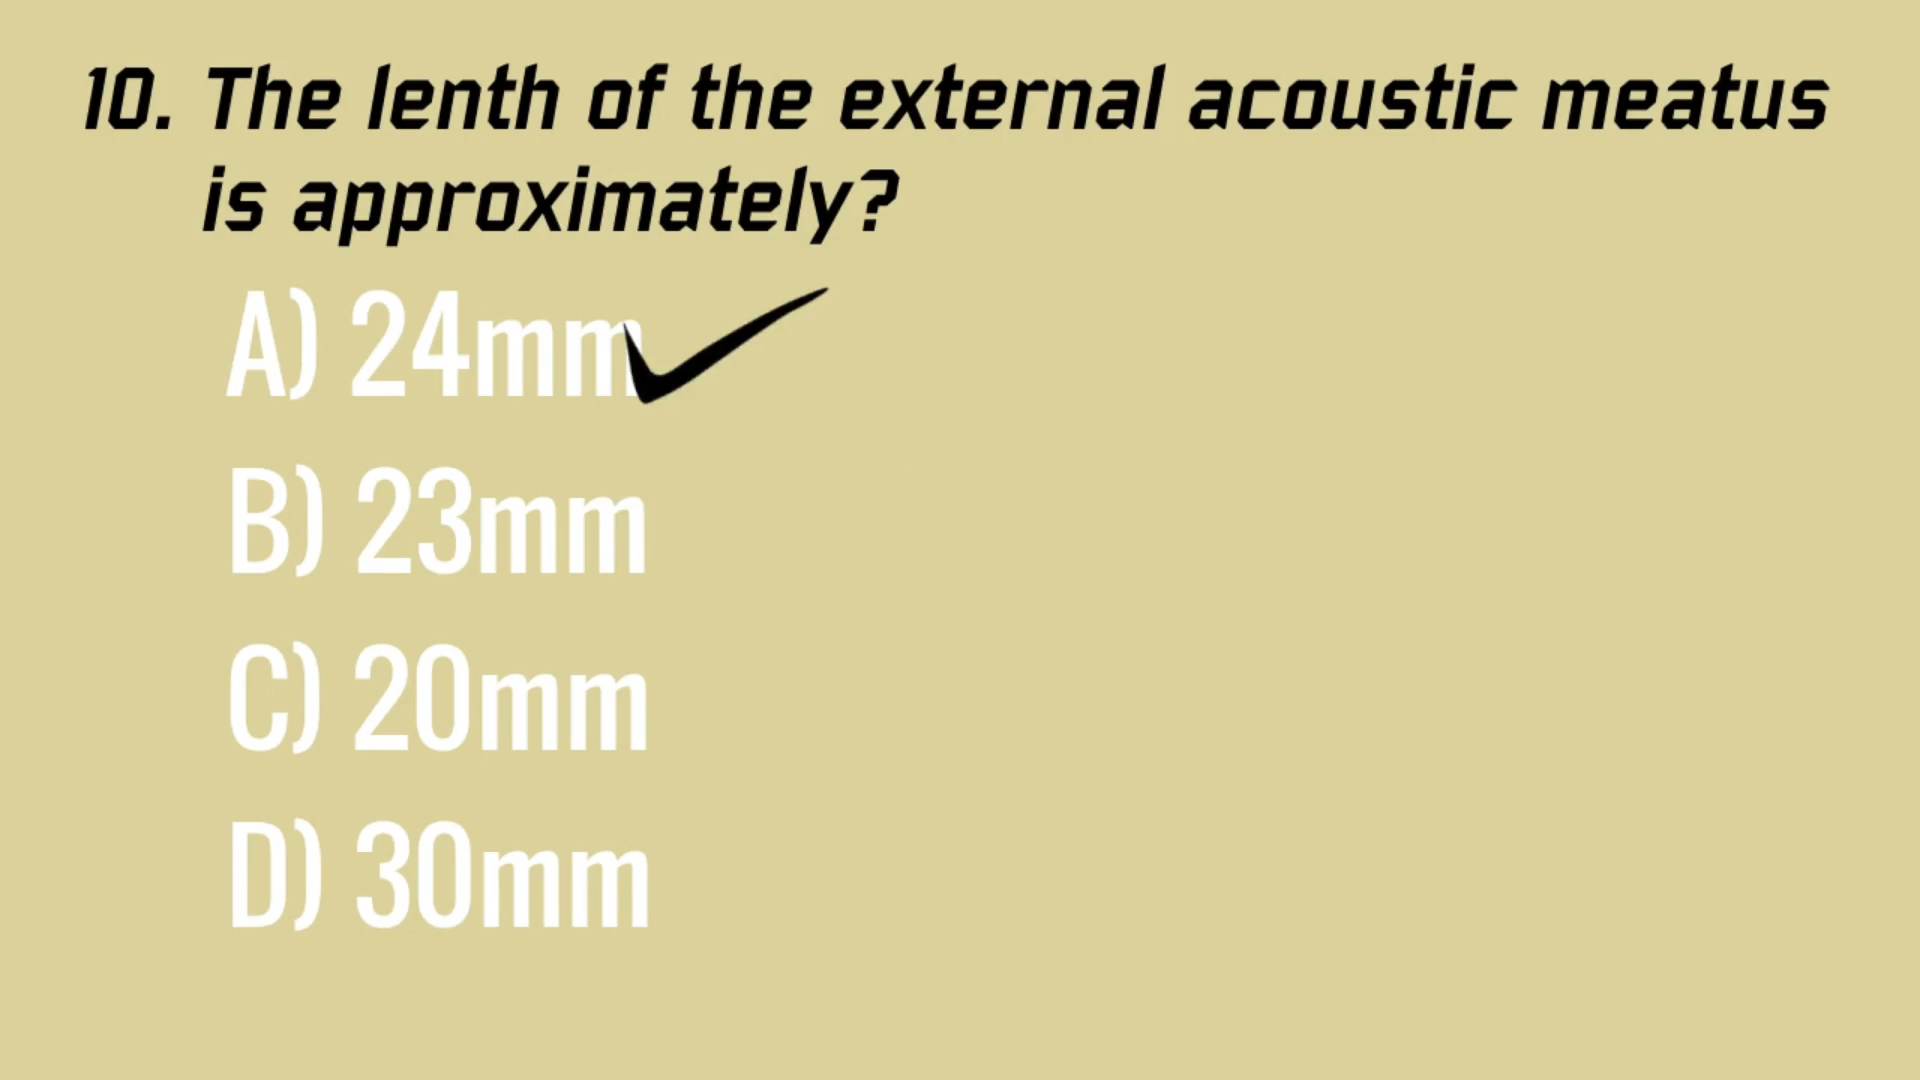 10. The lenth of the external acoustic meatus
is approximately?
A) 24mm
B) 23mm
C) 20mm
D) 30mm